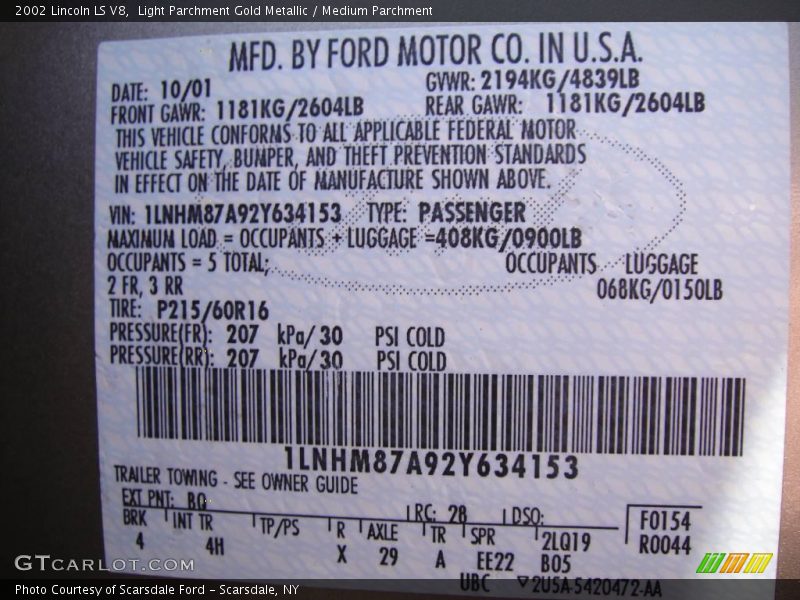 2002 Lincoln LS V8, Light Parchment Gold Metallic / Medium Parchment
MFD. BY FORD MOTOR CO. IN U.S.A.
DATE: 10/01 GVWR: 2194KG/4839LB
FRONT GAWR: 1181KG/2604LB REAR GAWR: 1181KG/2604LB
THIS VEHICLE CONFORMS TO ALL APPLICABLE FEDERAL MOTOR
VEHICLE SAFETY, BUMPER, AND THEFT PREVENTION STANDARDS
IN EFFECT ON THE DATE OF MANUFACTURE SHOWN ABOVE.
VIN: 1LNHM87A92Y634153 TYPE: PASSENGER
MAXIMUM LOAD = OCCUPANTS + LUGGAGE =408KG/0900LB
OCCUPANTS = 5 TOTAL; OCCUPANTS LUGGAGE
2 FR, 3 RR 068KG/0150LB
TIRE: P215/60R16
PRESSURE(FR): 207 kPa/30 PSI COLD
PRESSURE(RR): 207 kPa/30 PSI COLD
1LNHM87A92Y634153
TRAILER TOWING - SEE OWNER GUIDE
EXT PNT: BQ RC: 28 DSO: F0154
BRK INT TR TP/PS R AXLE TR SPR 2LQ19 R0044
4 4H X 29 A EE22 B05
UBC ▽2U5A-5420472-AA
GTCARLOT.COM
Photo Courtesy of Scarsdale Ford – Scarsdale, NY